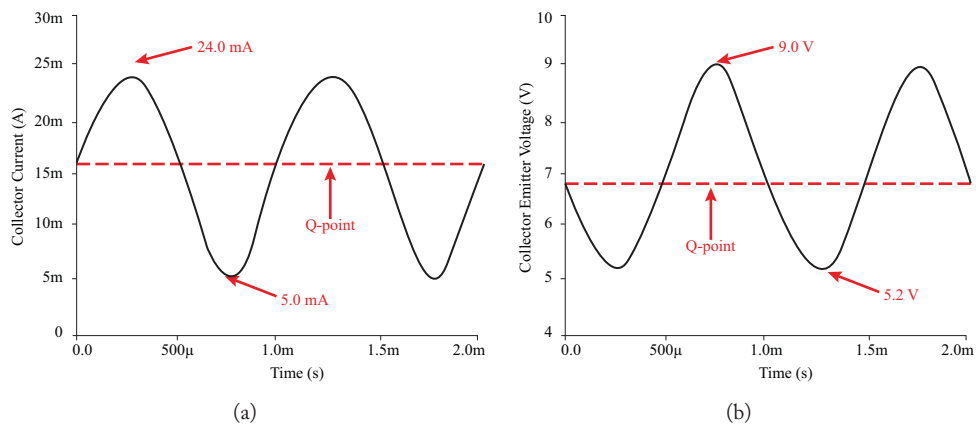 30m
25m
20m
15m
10m
5m
0
Collector Current (A)
24.0 mA
Q-point
5.0 mA
0.0 500µ 1.0m 1.5m 2.0m
Time (s)
(a)
10
9
8
7
6
5
4
Collector Emitter Voltage (V)
9.0 V
Q-point
5.2 V
0.0 500µ 1.0m 1.5m 2.0m
Time (s)
(b)